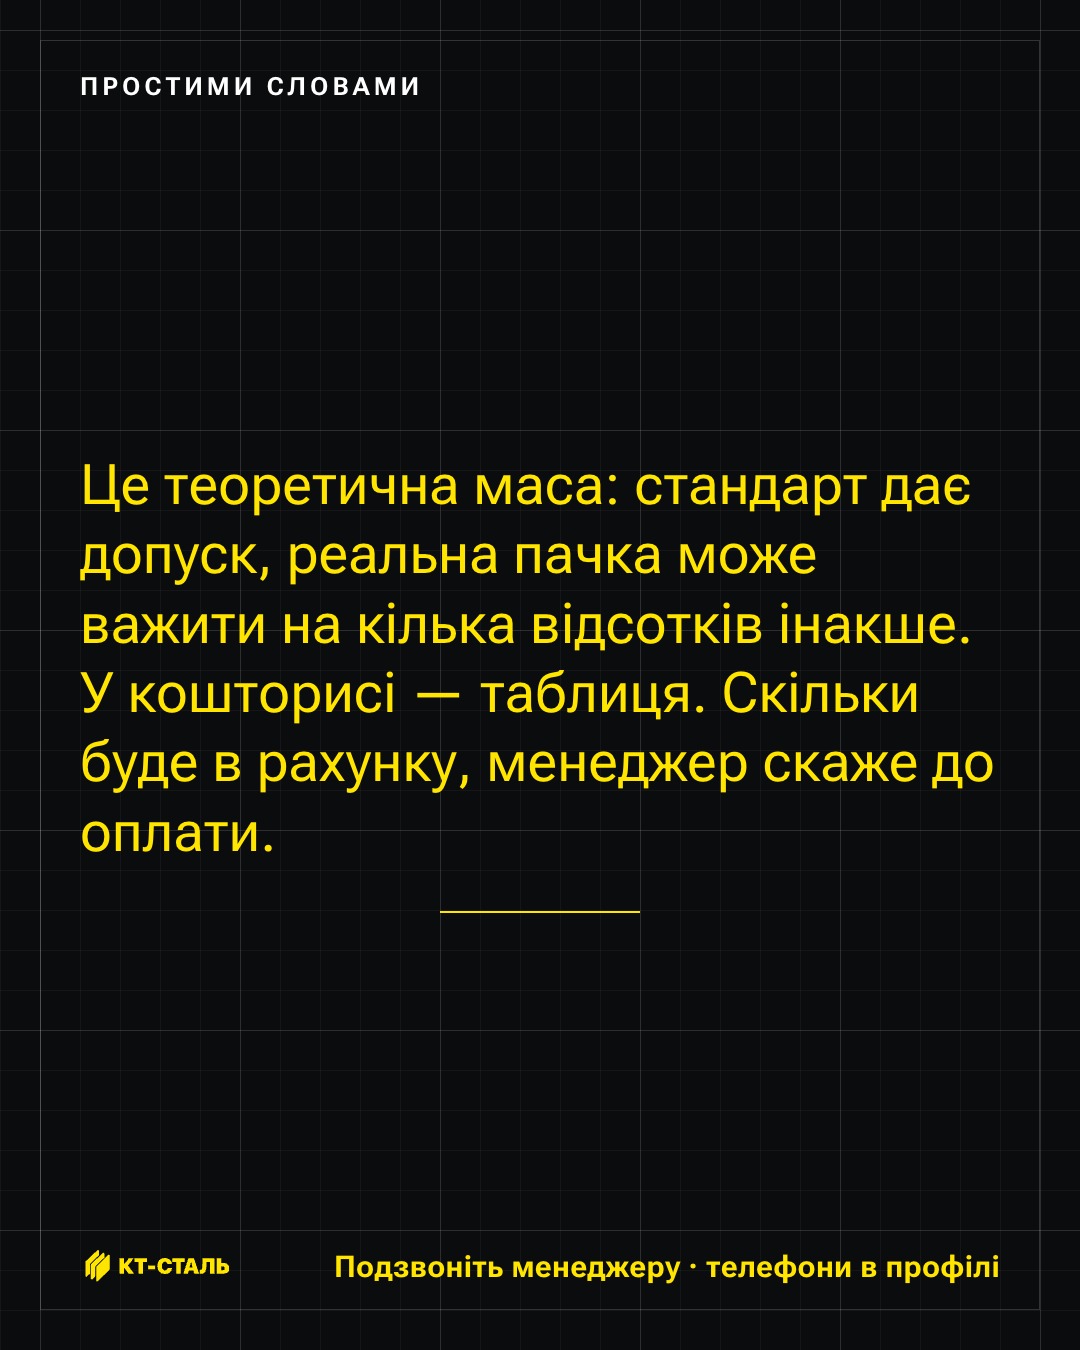 ПРОСТИМИ СЛОВАМИ
Це теоретична маса: стандарт дає
допуск, реальна пачка може
важити на кілька відсотків інакше.
У кошторисі — таблиця. Скільки
буде в рахунку, менеджер скаже до
оплати.
КТ-СТАЛЬ
Подзвоніть менеджеру · телефони в профілі